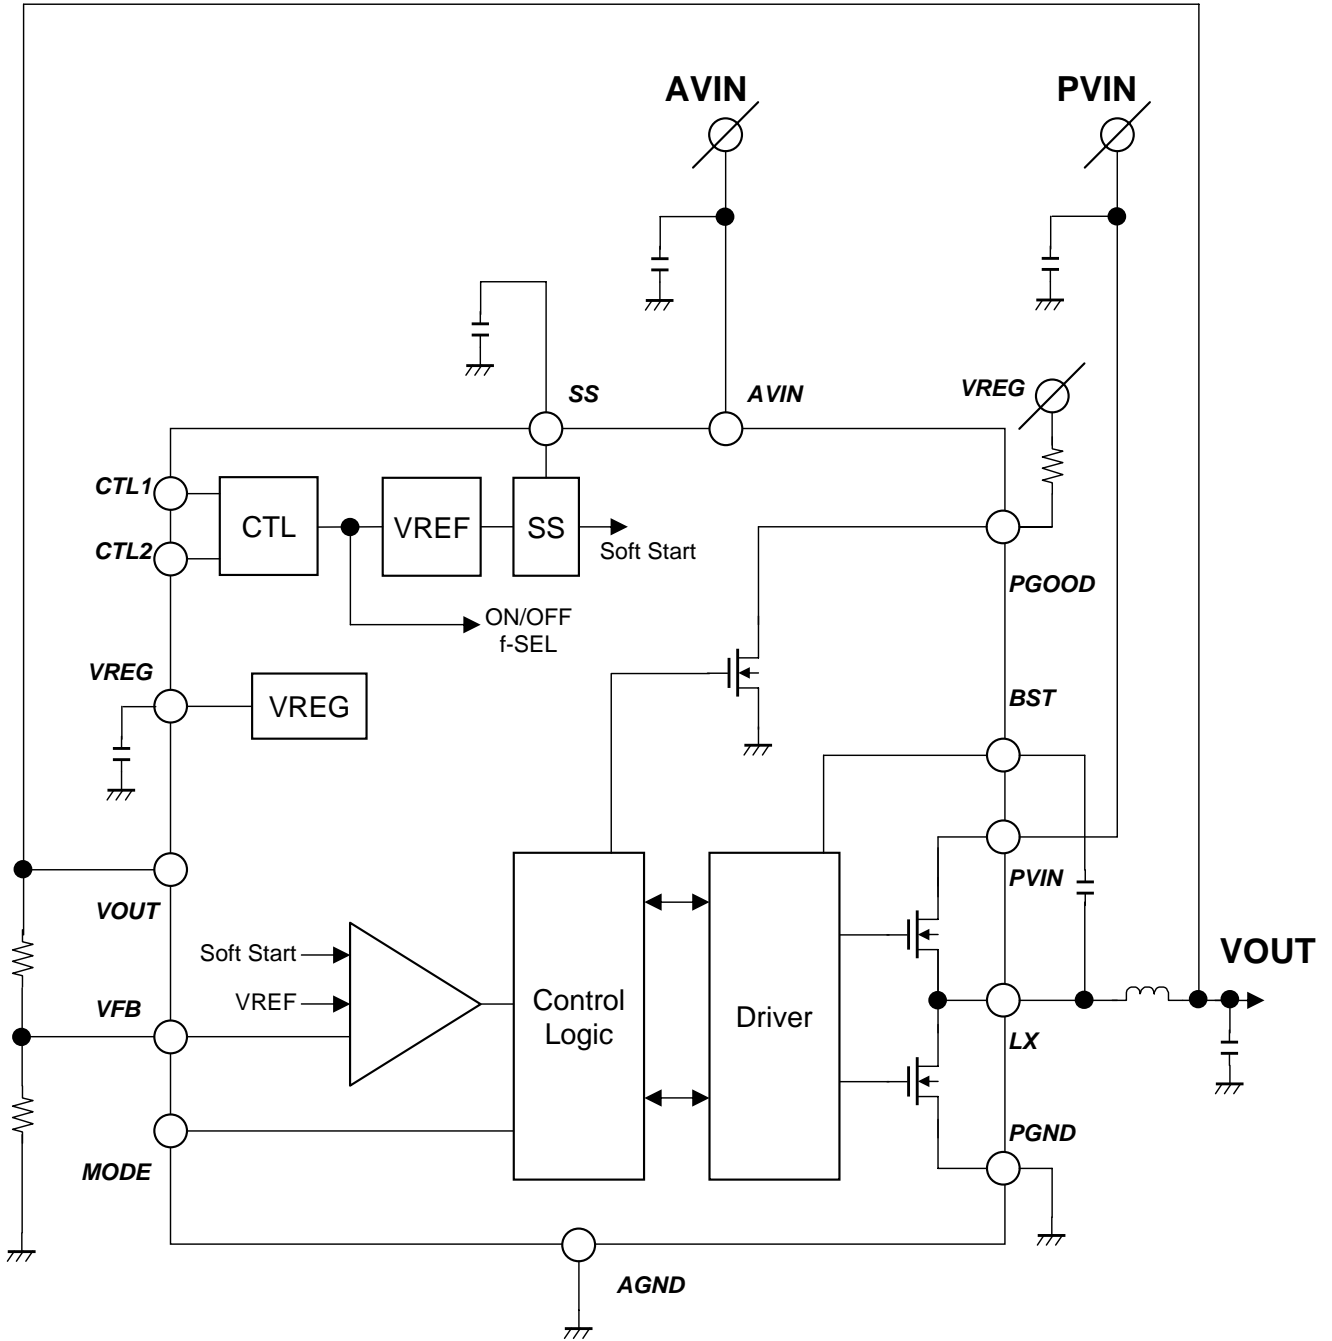 AVIN
PVIN
SS
AVIN
VREG
CTL1
CTL2
CTL
VREF
SS
Soft Start
PGOOD
ON/OFF
f-SEL
VREG
VREG
BST
VOUT
PVIN
Soft Start
VREF
VFB
Control
Logic
Driver
VOUT
LX
MODE
PGND
AGND